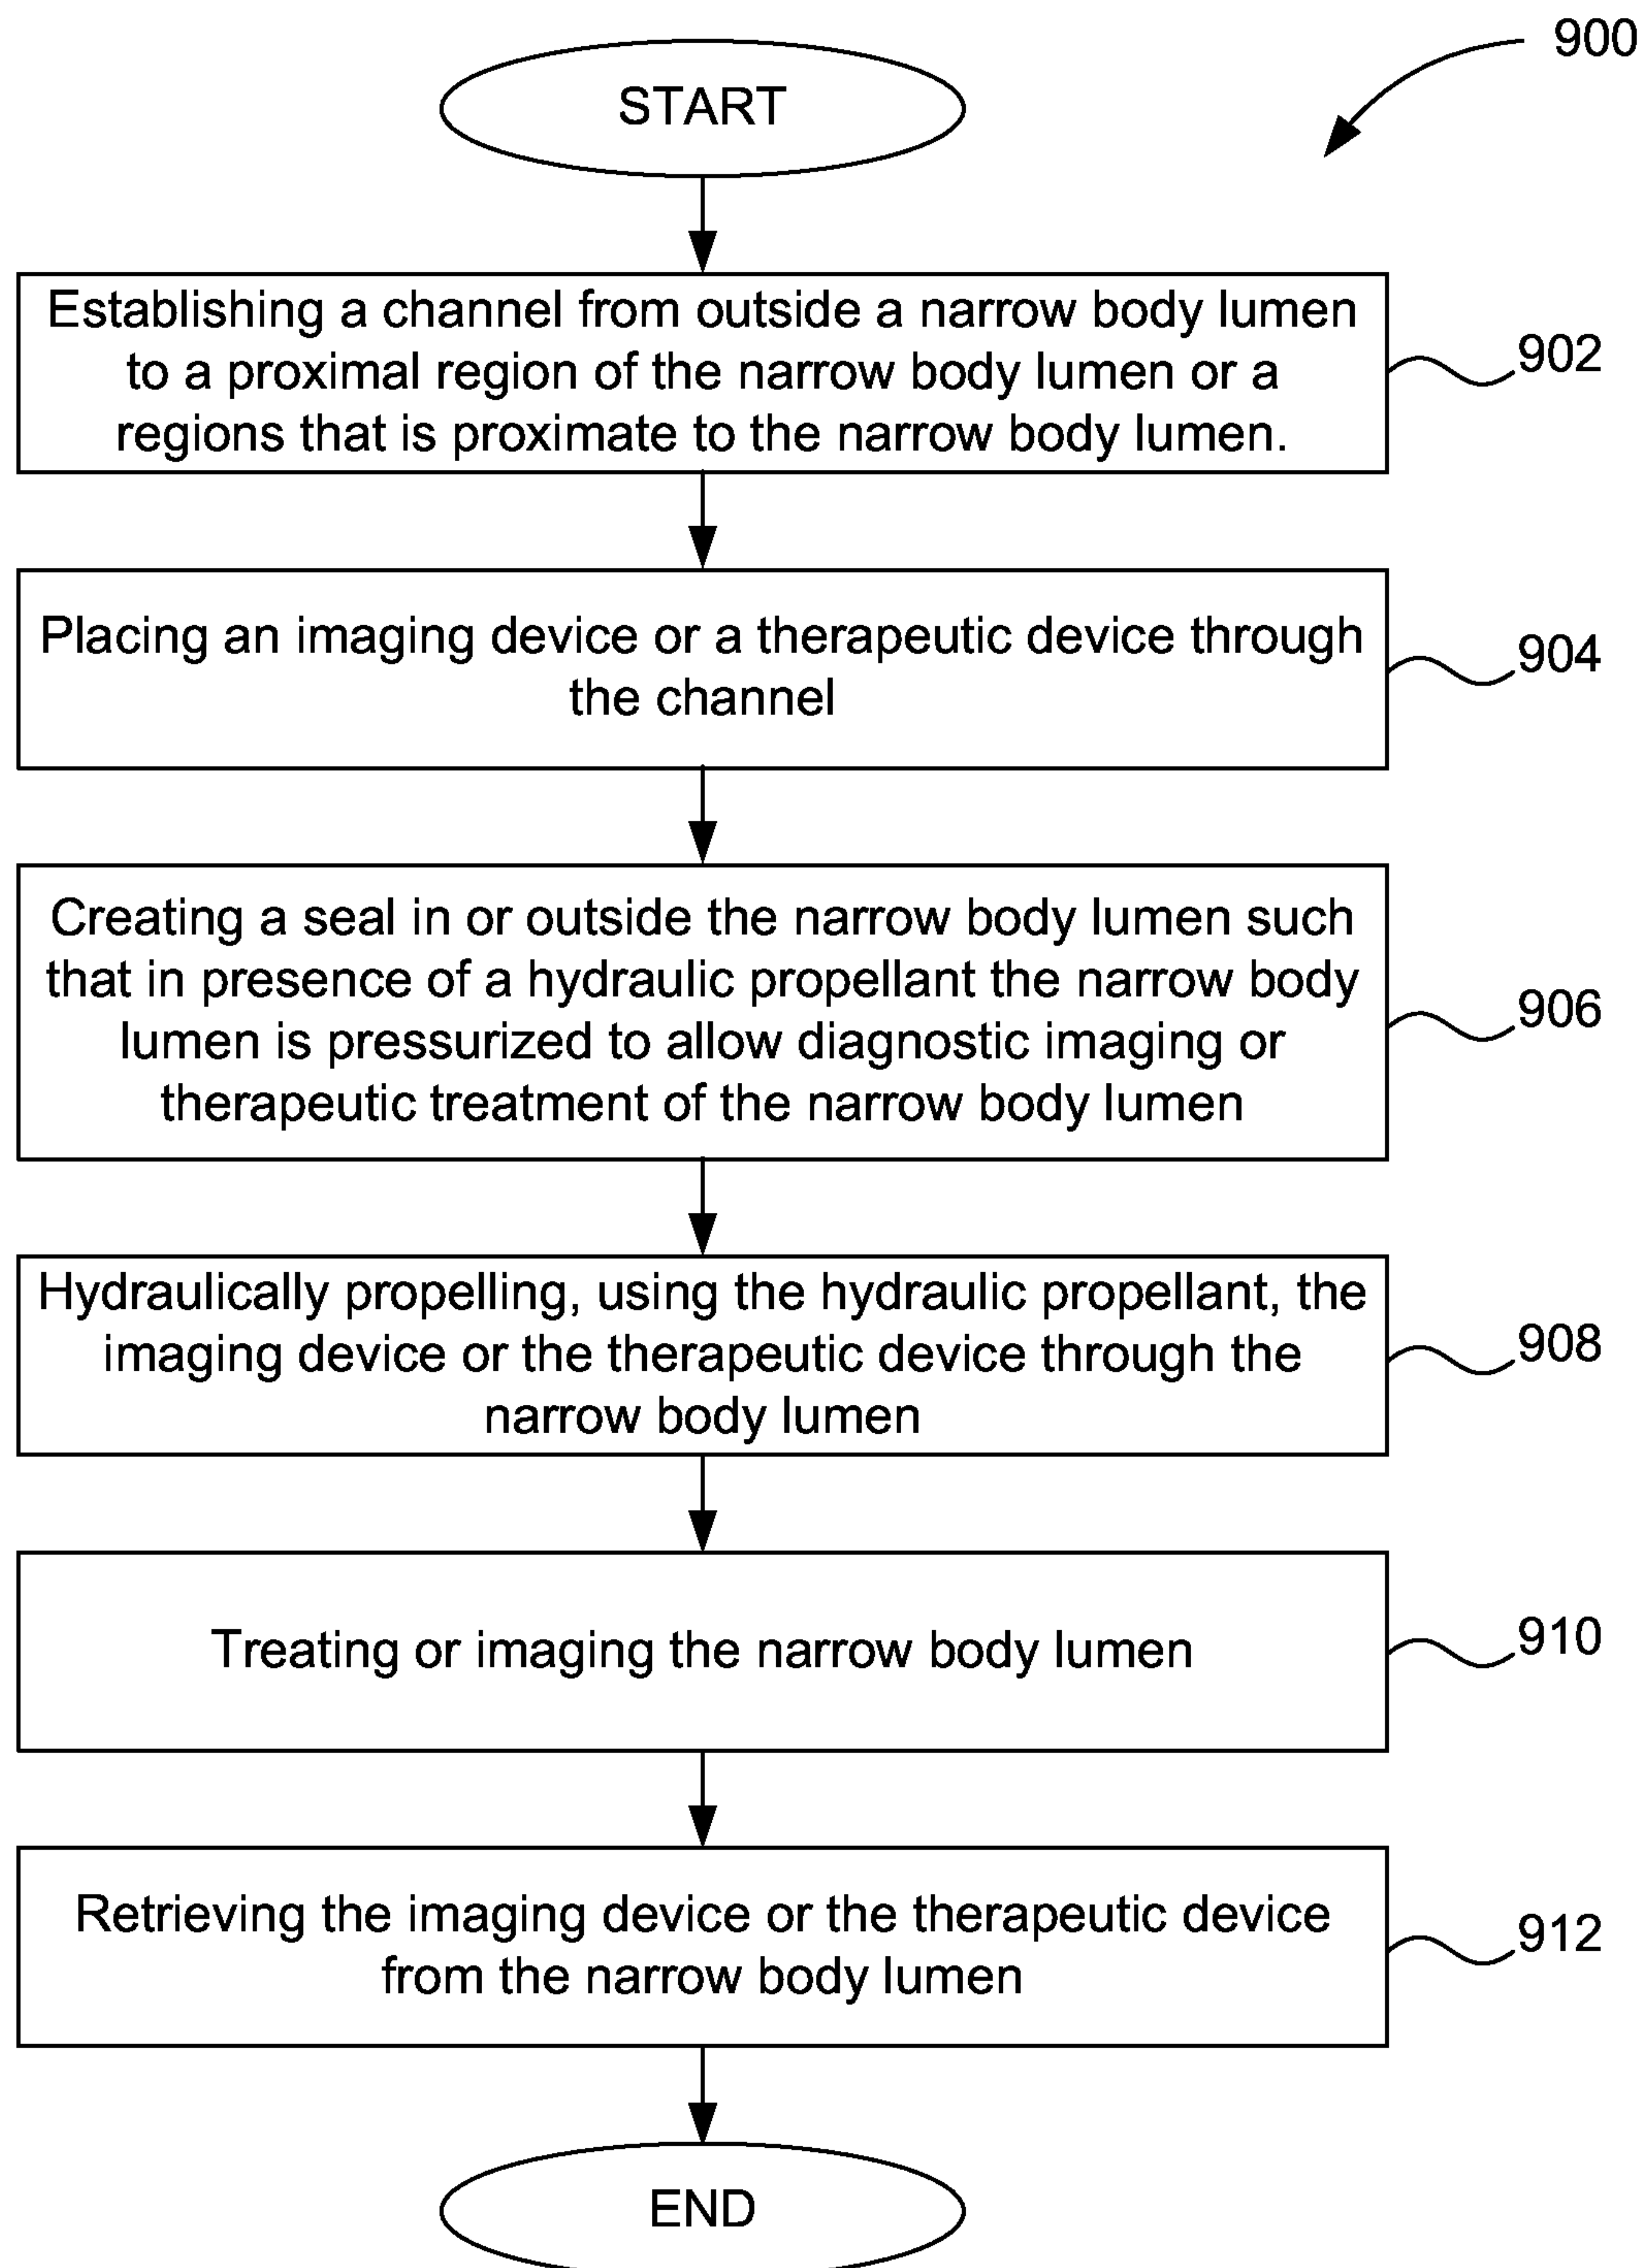 900
START
Establishing a channel from outside a narrow body lumen
to a proximal region of the narrow body lumen or a
regions that is proximate to the narrow body lumen.
902
Placing an imaging device or a therapeutic device through
the channel
904
Creating a seal in or outside the narrow body lumen such
that in presence of a hydraulic propellant the narrow body
lumen is pressurized to allow diagnostic imaging or
therapeutic treatment of the narrow body lumen
906
Hydraulically propelling, using the hydraulic propellant, the
imaging device or the therapeutic device through the
narrow body lumen
908
Treating or imaging the narrow body lumen
910
Retrieving the imaging device or the therapeutic device
from the narrow body lumen
912
END